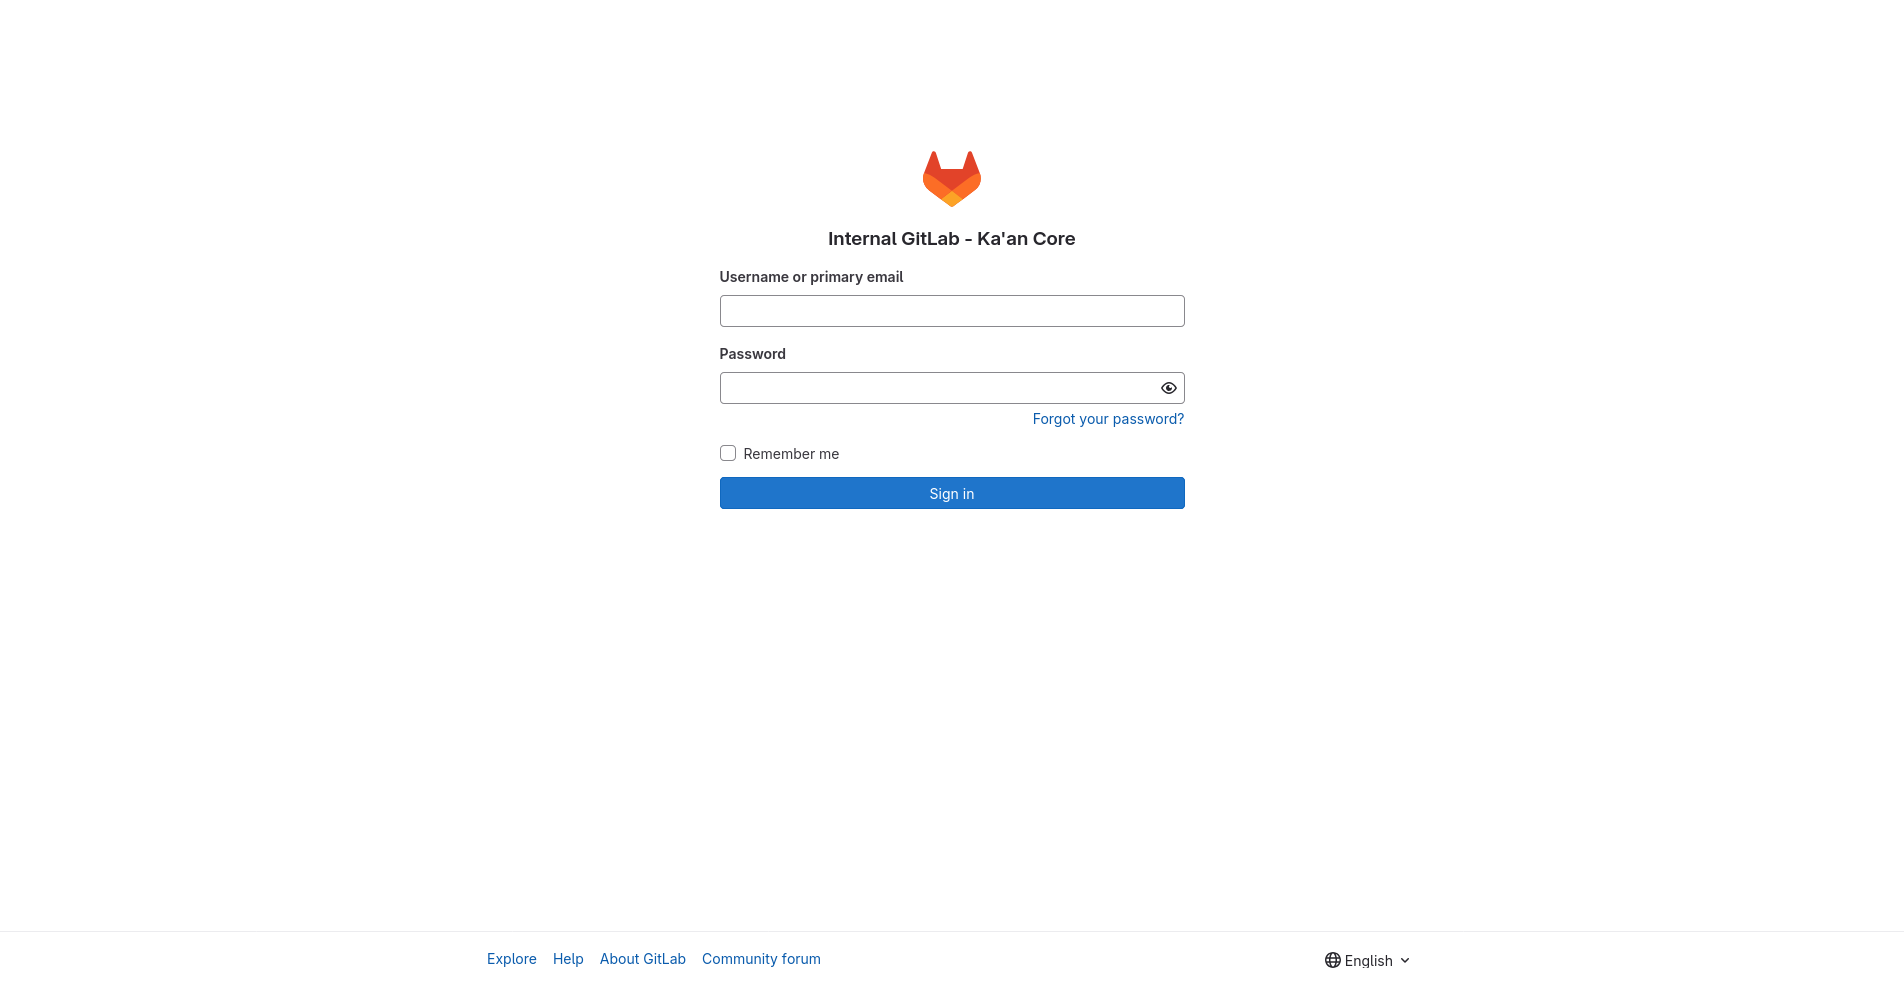 Internal GitLab - Ka'an Core
Username or primary email
Password
Forgot your password?
Remember me
Sign in
Explore Help About GitLab Community forum English